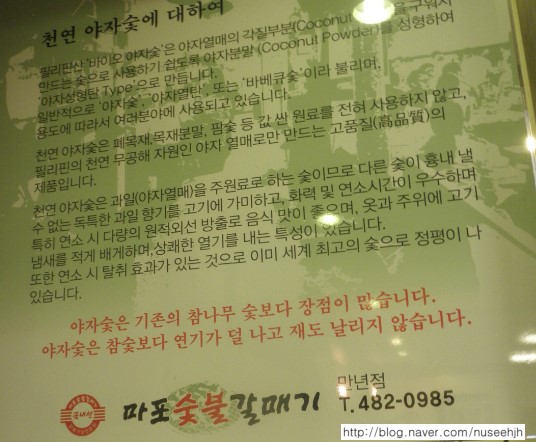 천연 야자숯에 대하여
필리핀산 '바이오 야자숯'은 야자열매의 각질부분(Coconut 을 구워서
만드는 숯으로 사용하기 쉽도록 야자분말 (Coconut Powder)를 성형하여
'야자성형탄 Type'으로 만듭니다.
일반적으로 '야자숯', '야자열탄', 또는 '바베큐숯'이라 불리며,
용도에 따라서 여러분야에 사용되고 있습니다.
천연 야자숯은 폐목재,목재분말, 톱숯 등 값 싼 원료를 전혀 사용하지 않고,
필리핀의 천연 무공해 자원인 야자 열매로만 만드는 고품질(高品質)의
제품입니다.
천연 야자숯은 과일(야자열매)을 주원료로 하는 숯이므로 다른 숯이 흉내 낼
수 없는 독특한 과일 향기를 고기에 가미하고, 화력 및 연소시간이 우수하며
특히 연소 시 다량의 원적외선 방출로 음식 맛이 좋으며, 옷과 주위에 고기
냄새를 적게 배게하며,상쾌한 열기를 내는 특성이 있습니다.
또한 연소 시 탈취 효과가 있는 것으로 이미 세계 최고의 숯으로 정평이 나
있습니다.
야자숯은 기존의 참나무 숯보다 장점이 많습니다.
야자숯은 참숯보다 연기가 덜 나고 재도 날리지 않습니다.
마포숯불갈매기
만년점
T. 482-0985
http://blog.naver.com/nuseehjh